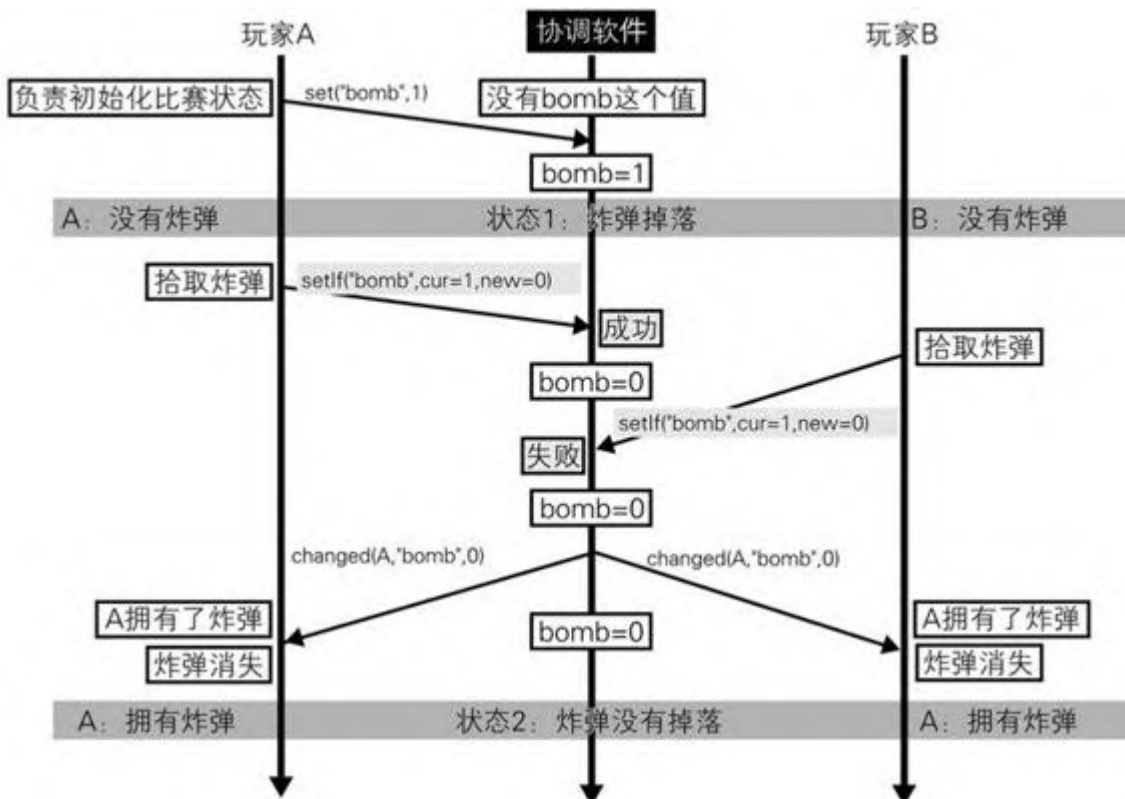 玩家A
协调软件
玩家B
负责初始化比赛状态
set("bomb",1)
没有bomb这个值
bomb=1
A：没有炸弹
状态1：炸弹掉落
B：没有炸弹
拾取炸弹
setIf("bomb",cur=1,new=0)
成功
拾取炸弹
bomb=0
setIf("bomb",cur=1,new=0)
失败
bomb=0
changed(A,"bomb",0)
changed(A,"bomb",0)
A拥有了炸弹
bomb=0
A拥有了炸弹
炸弹消失
炸弹消失
A：拥有炸弹
状态2：炸弹没有掉落
A：拥有炸弹